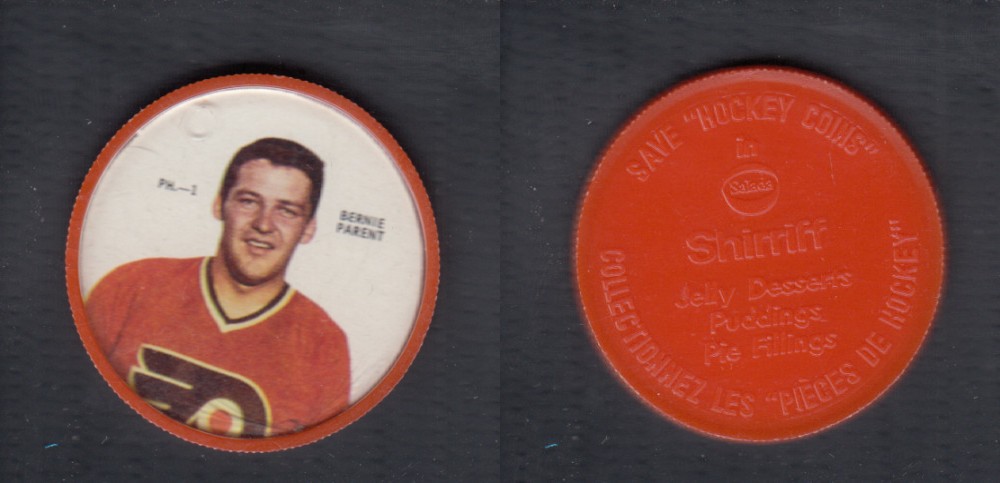 PH.—1
BERNIE
PARENT
SAVE "HOCKEY COINS"
in
Salada
Shirriff
Jelly Desserts
Puddings
Pie Fillings
COLLECTIONNEZ LES "PIÈCES DE HOCKEY"